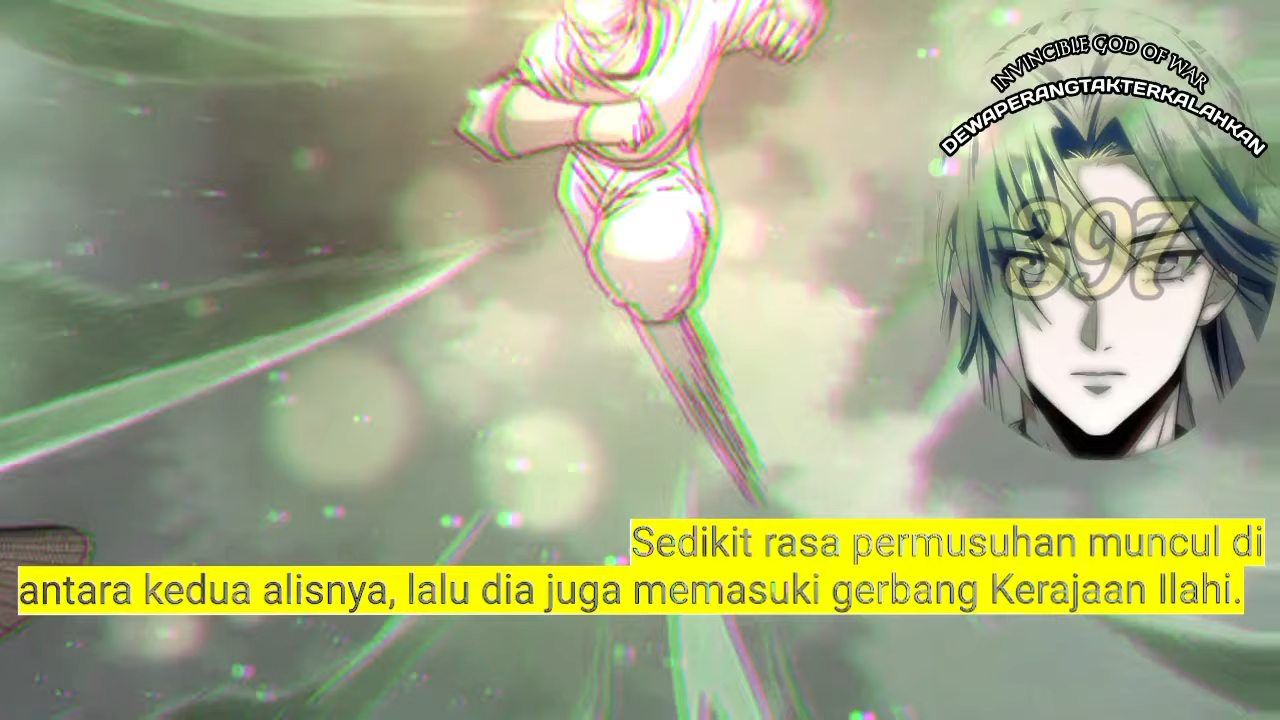 INVINCIBLE GOD OF WAR
DEWAPERANGTAKTERKALAHKAN
397
Sedikit rasa permusuhan muncul di
antara kedua alisnya, lalu dia juga memasuki gerbang Kerajaan Ilahi.